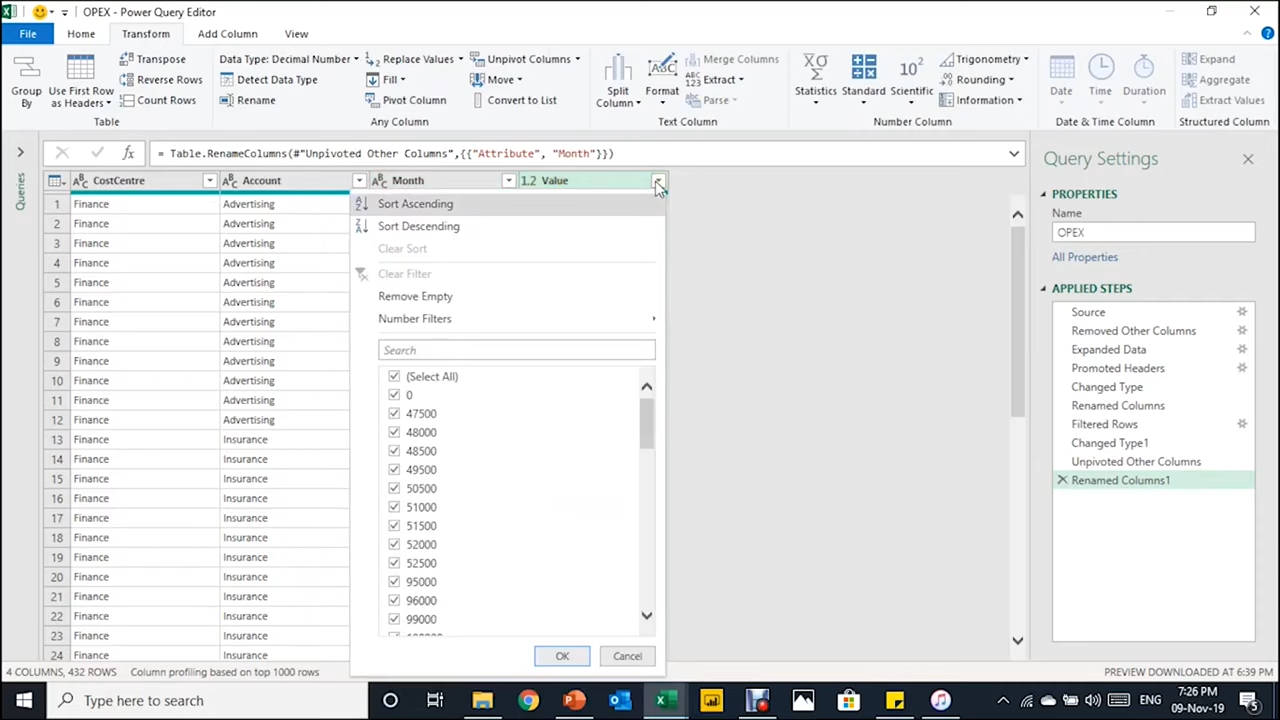 OPEX - Power Query Editor
File Home Transform Add Column View
Group By
Use First Row as Headers
Transpose
Reverse Rows
Count Rows
Table
Data Type: Decimal Number
Detect Data Type
Rename
Replace Values
Fill
Pivot Column
Unpivot Columns
Move
Convert to List
Any Column
Split Column
Format
Merge Columns
Extract
Parse
Text Column
Statistics
Standard
Scientific
Trigonometry
Rounding
Information
Number Column
Date
Time
Duration
Date & Time Column
Expand
Aggregate
Extract Values
Structured Column
= Table.RenameColumns(#"Unpivoted Other Columns",{{"Attribute", "Month"}})
Queries
CostCentre Account Month 1.2 Value
1 Finance Advertising
2 Finance Advertising
3 Finance Advertising
4 Finance Advertising
5 Finance Advertising
6 Finance Advertising
7 Finance Advertising
8 Finance Advertising
9 Finance Advertising
10 Finance Advertising
11 Finance Advertising
12 Finance Advertising
13 Finance Insurance
14 Finance Insurance
15 Finance Insurance
16 Finance Insurance
17 Finance Insurance
18 Finance Insurance
19 Finance Insurance
20 Finance Insurance
21 Finance Insurance
22 Finance Insurance
23 Finance Insurance
24 Finance Insurance
Sort Ascending
Sort Descending
Clear Sort
Clear Filter
Remove Empty
Number Filters
Search
(Select All)
0
47500
48000
48500
49500
50500
51000
51500
52000
52500
95000
96000
99000
OK Cancel
Query Settings
PROPERTIES
Name
OPEX
All Properties
APPLIED STEPS
Source
Removed Other Columns
Expanded Data
Promoted Headers
Changed Type
Renamed Columns
Filtered Rows
Changed Type1
Unpivoted Other Columns
Renamed Columns1
4 COLUMNS, 432 ROWS Column profiling based on top 1000 rows
PREVIEW DOWNLOADED AT 6:39 PM
Type here to search
ENG
7:26 PM
09-Nov-19
5